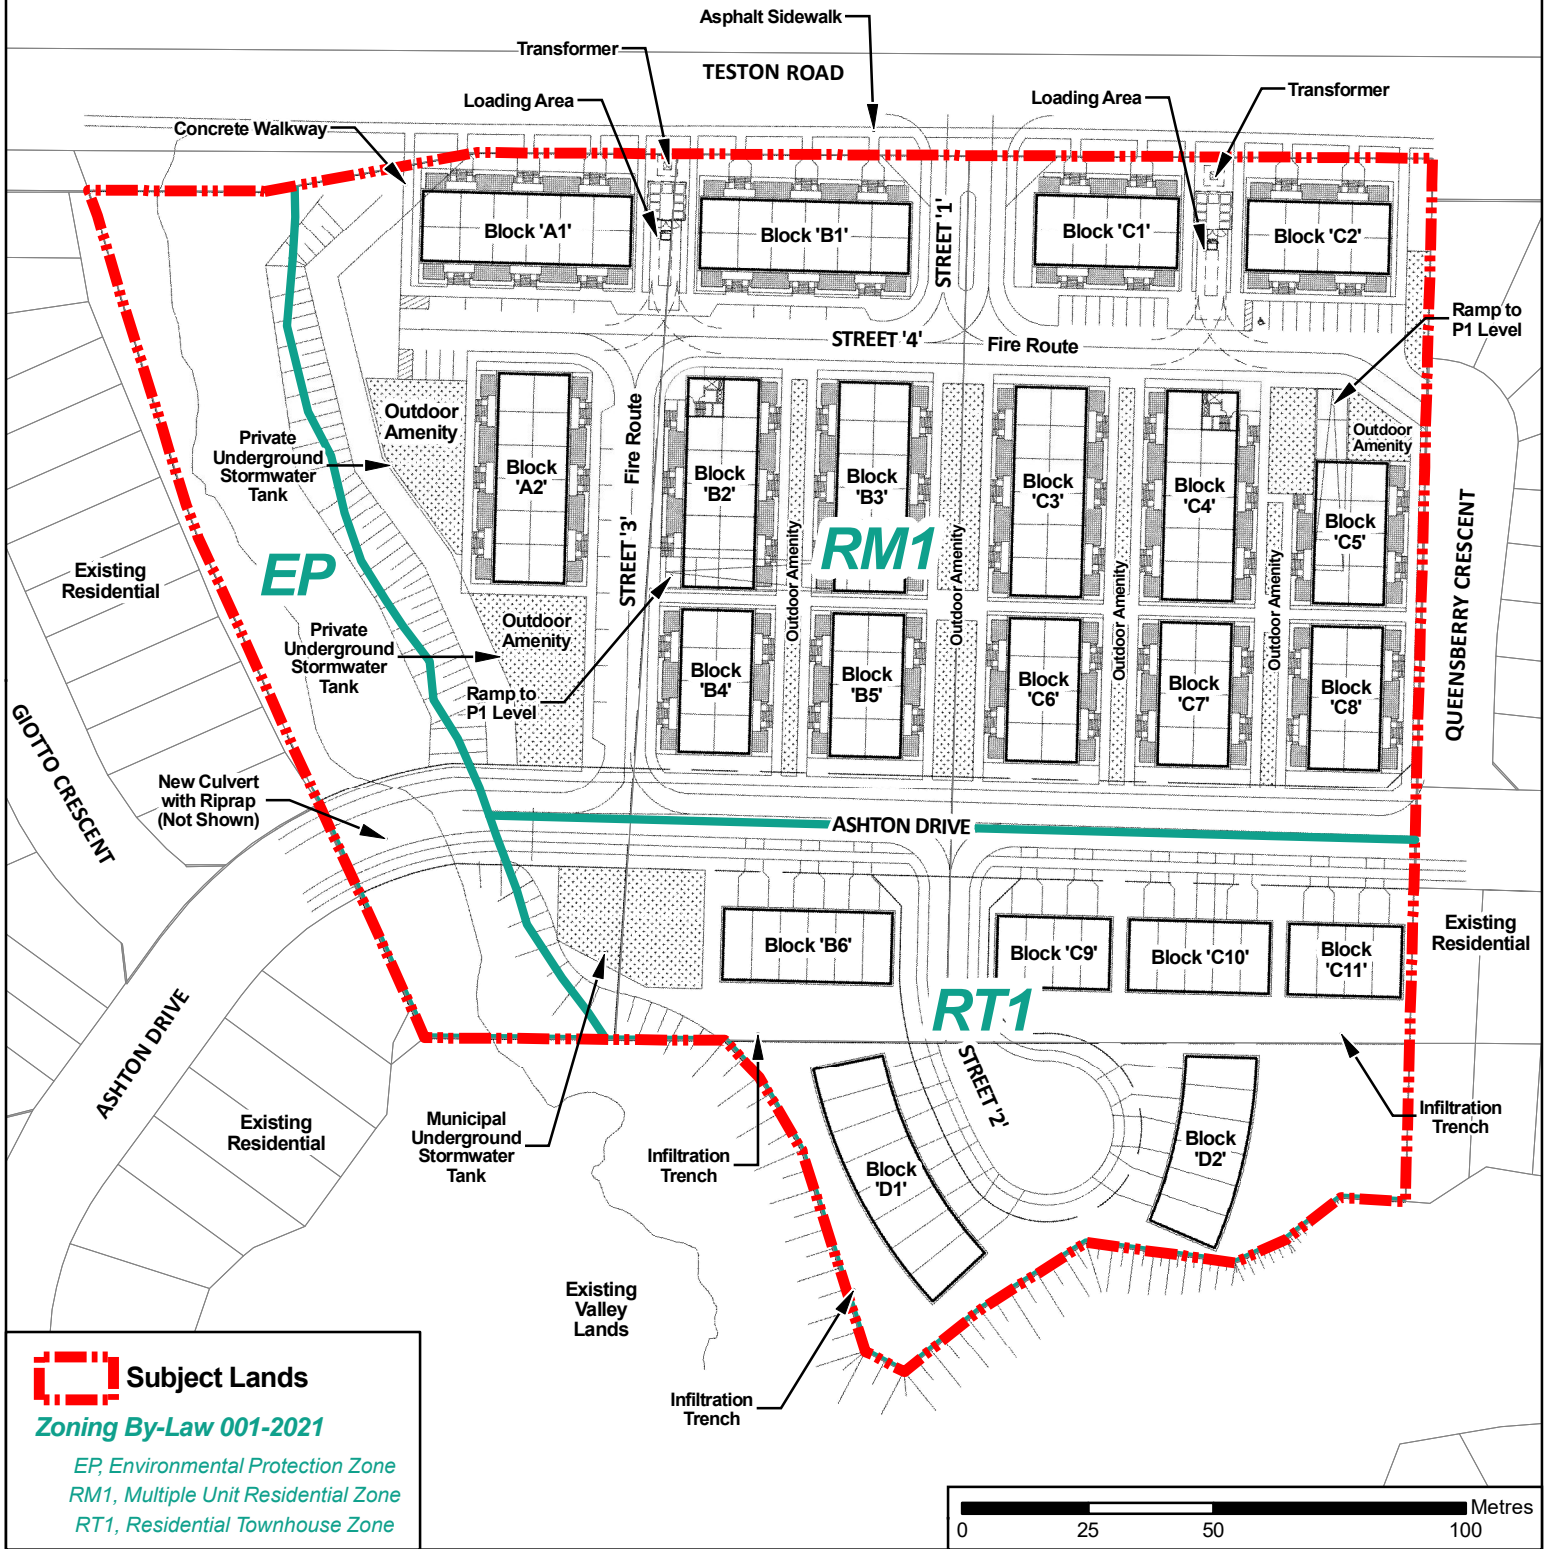 Asphalt Sidewalk
Transformer
TESTON ROAD
Loading Area
Loading Area
Transformer
Concrete Walkway
Block 'A1'
Block 'B1'
STREET '1'
Block 'C1'
Block 'C2'
Ramp to
P1 Level
STREET '4'
Fire Route
Outdoor
Amenity
Private
Underground
Stormwater
Tank
Block
'A2'
Fire Route
STREET '3'
Block
'B2'
Block
'B3'
Block
'C3'
Block
'C4'
Outdoor
Amenity
Block
'C5'
RM1
EP
Existing
Residential
Outdoor Amenity
Outdoor Amenity
Outdoor Amenity
Outdoor Amenity
QUEENSBERRY CRESCENT
Outdoor
Amenity
Private
Underground
Stormwater
Tank
Ramp to
P1 Level
Block
'B4'
Block
'B5'
Block
'C6'
Block
'C7'
Block
'C8'
GIOTTO CRESCENT
New Culvert
with Riprap
(Not Shown)
ASHTON DRIVE
Block 'B6'
Block 'C9'
Block 'C10'
Block
'C11'
Existing
Residential
RT1
ASHTON DRIVE
STREET '2'
Existing
Residential
Municipal
Underground
Stormwater
Tank
Infiltration
Trench
Block
'D1'
Block
'D2'
Infiltration
Trench
Existing
Valley
Lands
Infiltration
Trench
Subject Lands
Zoning By-Law 001-2021
EP, Environmental Protection Zone
RM1, Multiple Unit Residential Zone
RT1, Residential Townhouse Zone
Metres
0 25 50 100